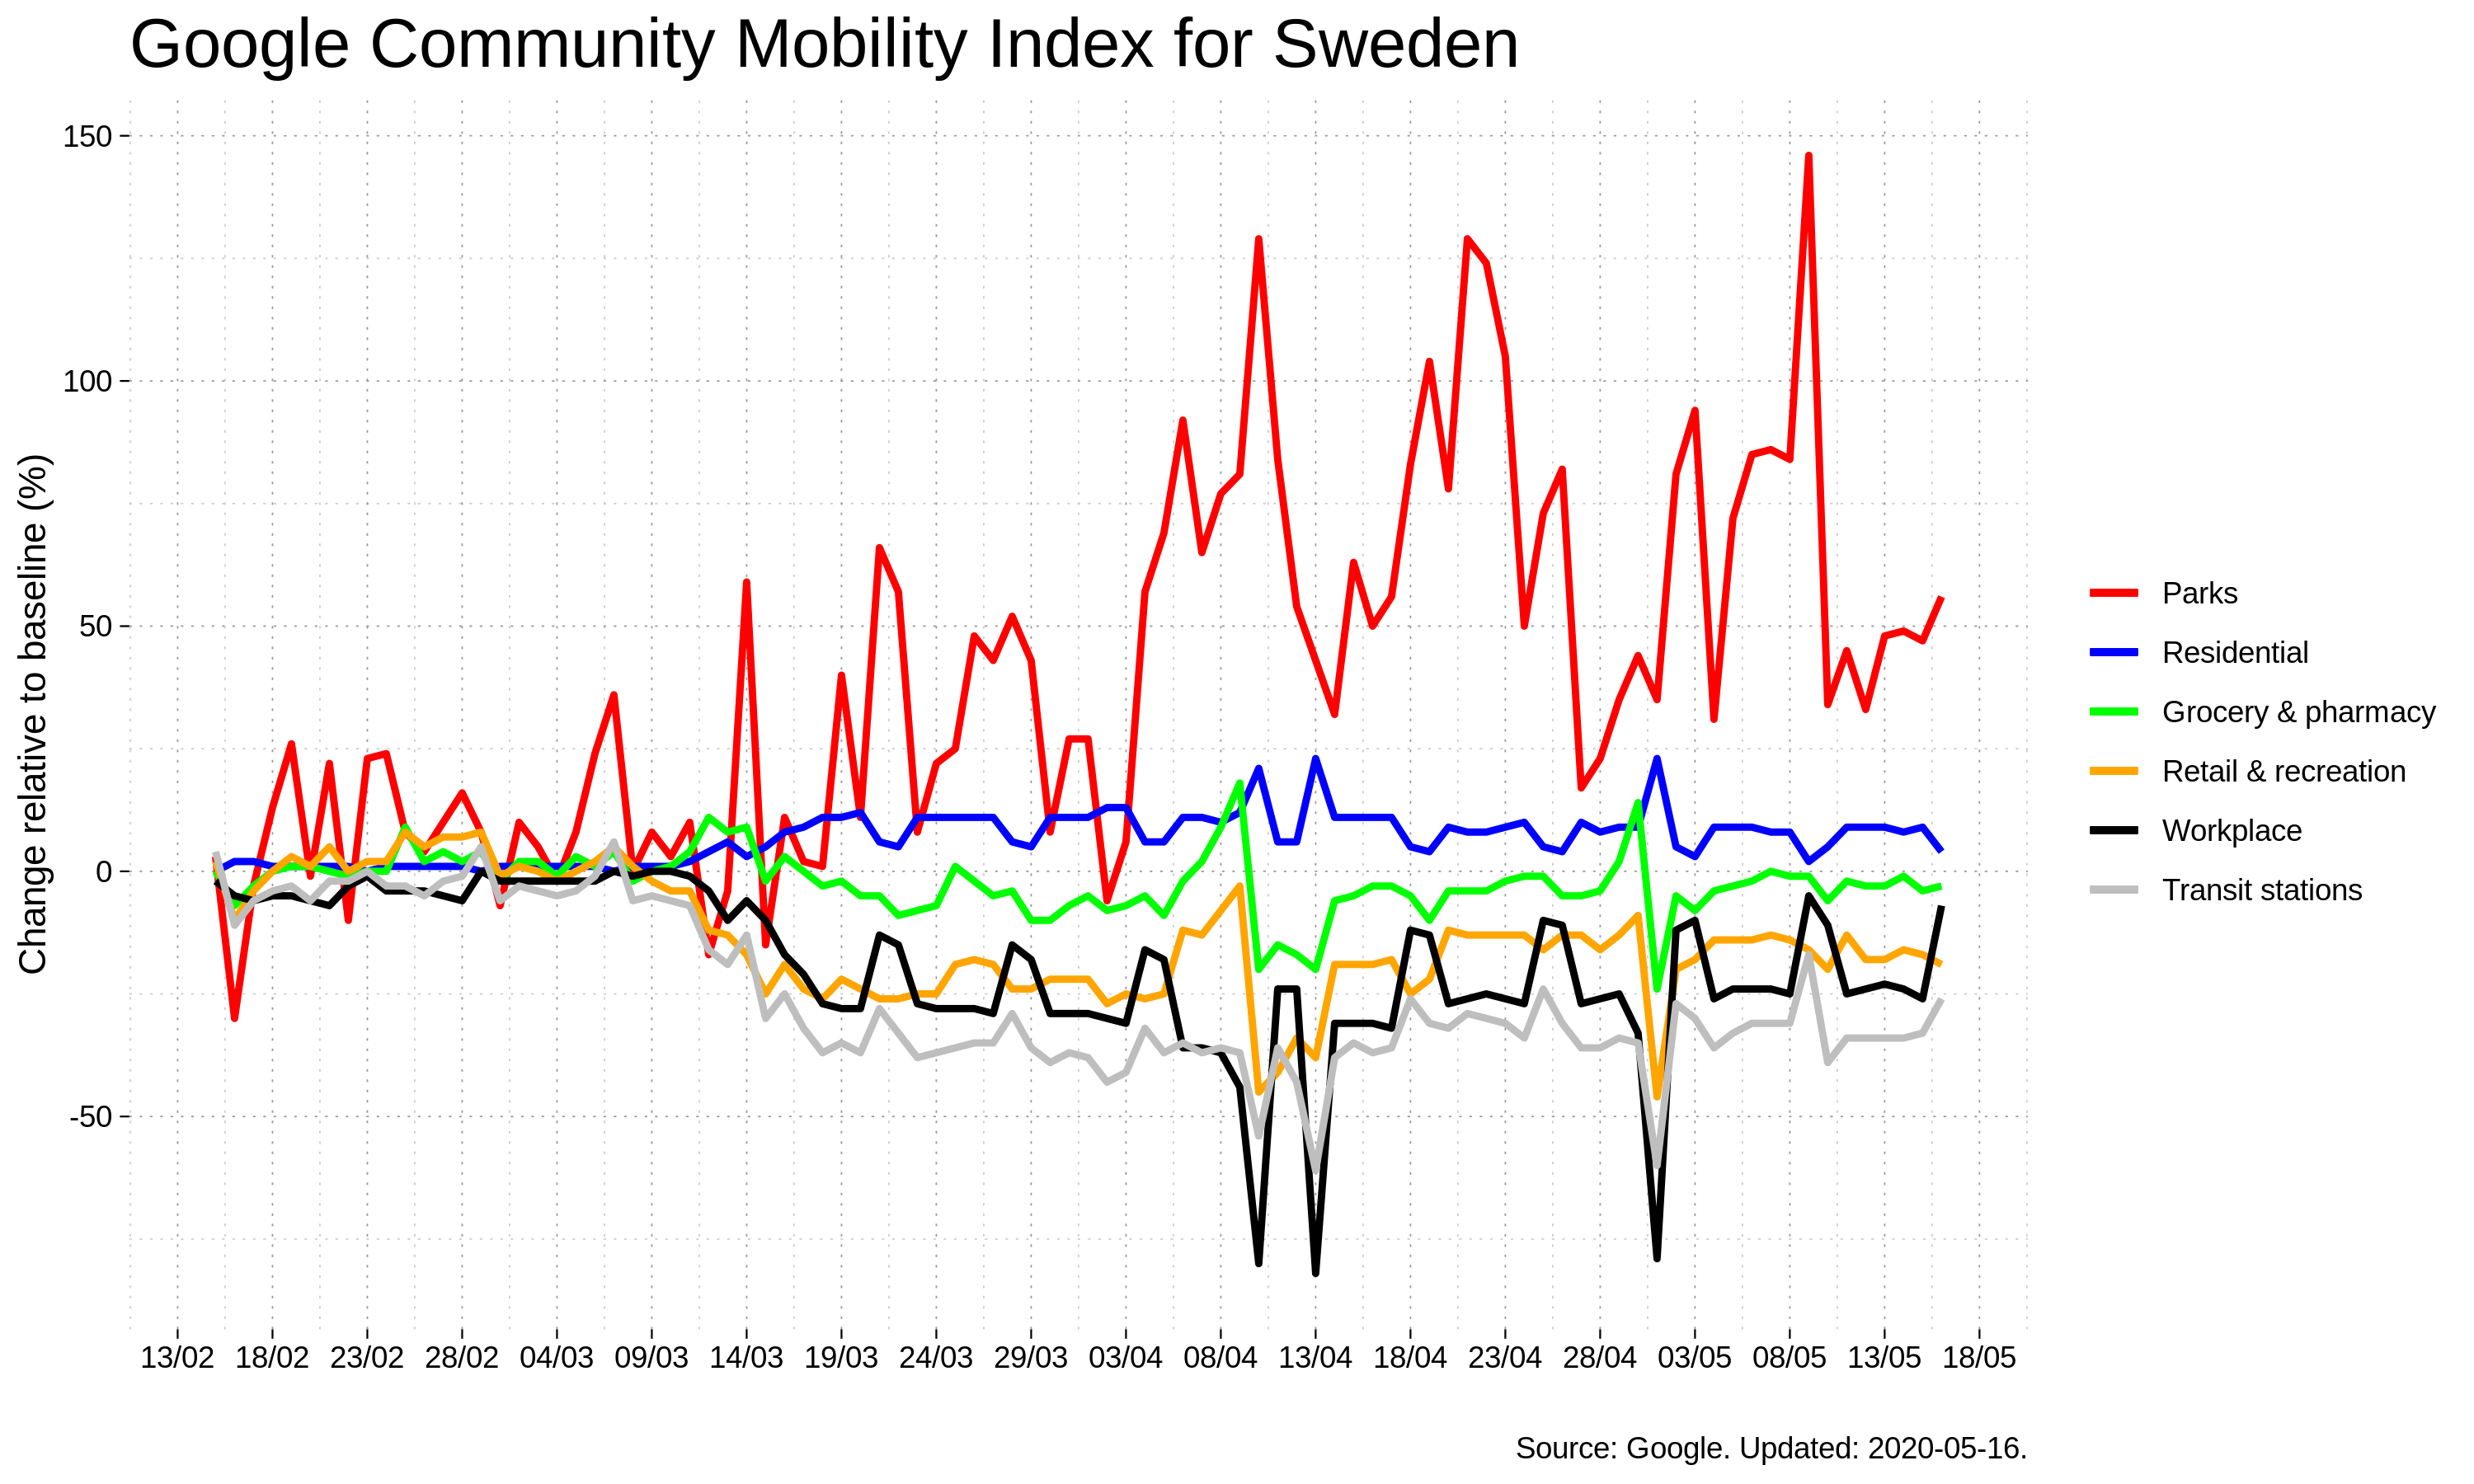 Google Community Mobility Index for Sweden
Change relative to baseline (%)
150
100
50
0
-50
13/02 18/02 23/02 28/02 04/03 09/03 14/03 19/03 24/03 29/03 03/04 08/04 13/04 18/04 23/04 28/04 03/05 08/05 13/05 18/05
Parks
Residential
Grocery & pharmacy
Retail & recreation
Workplace
Transit stations
Source: Google. Updated: 2020-05-16.